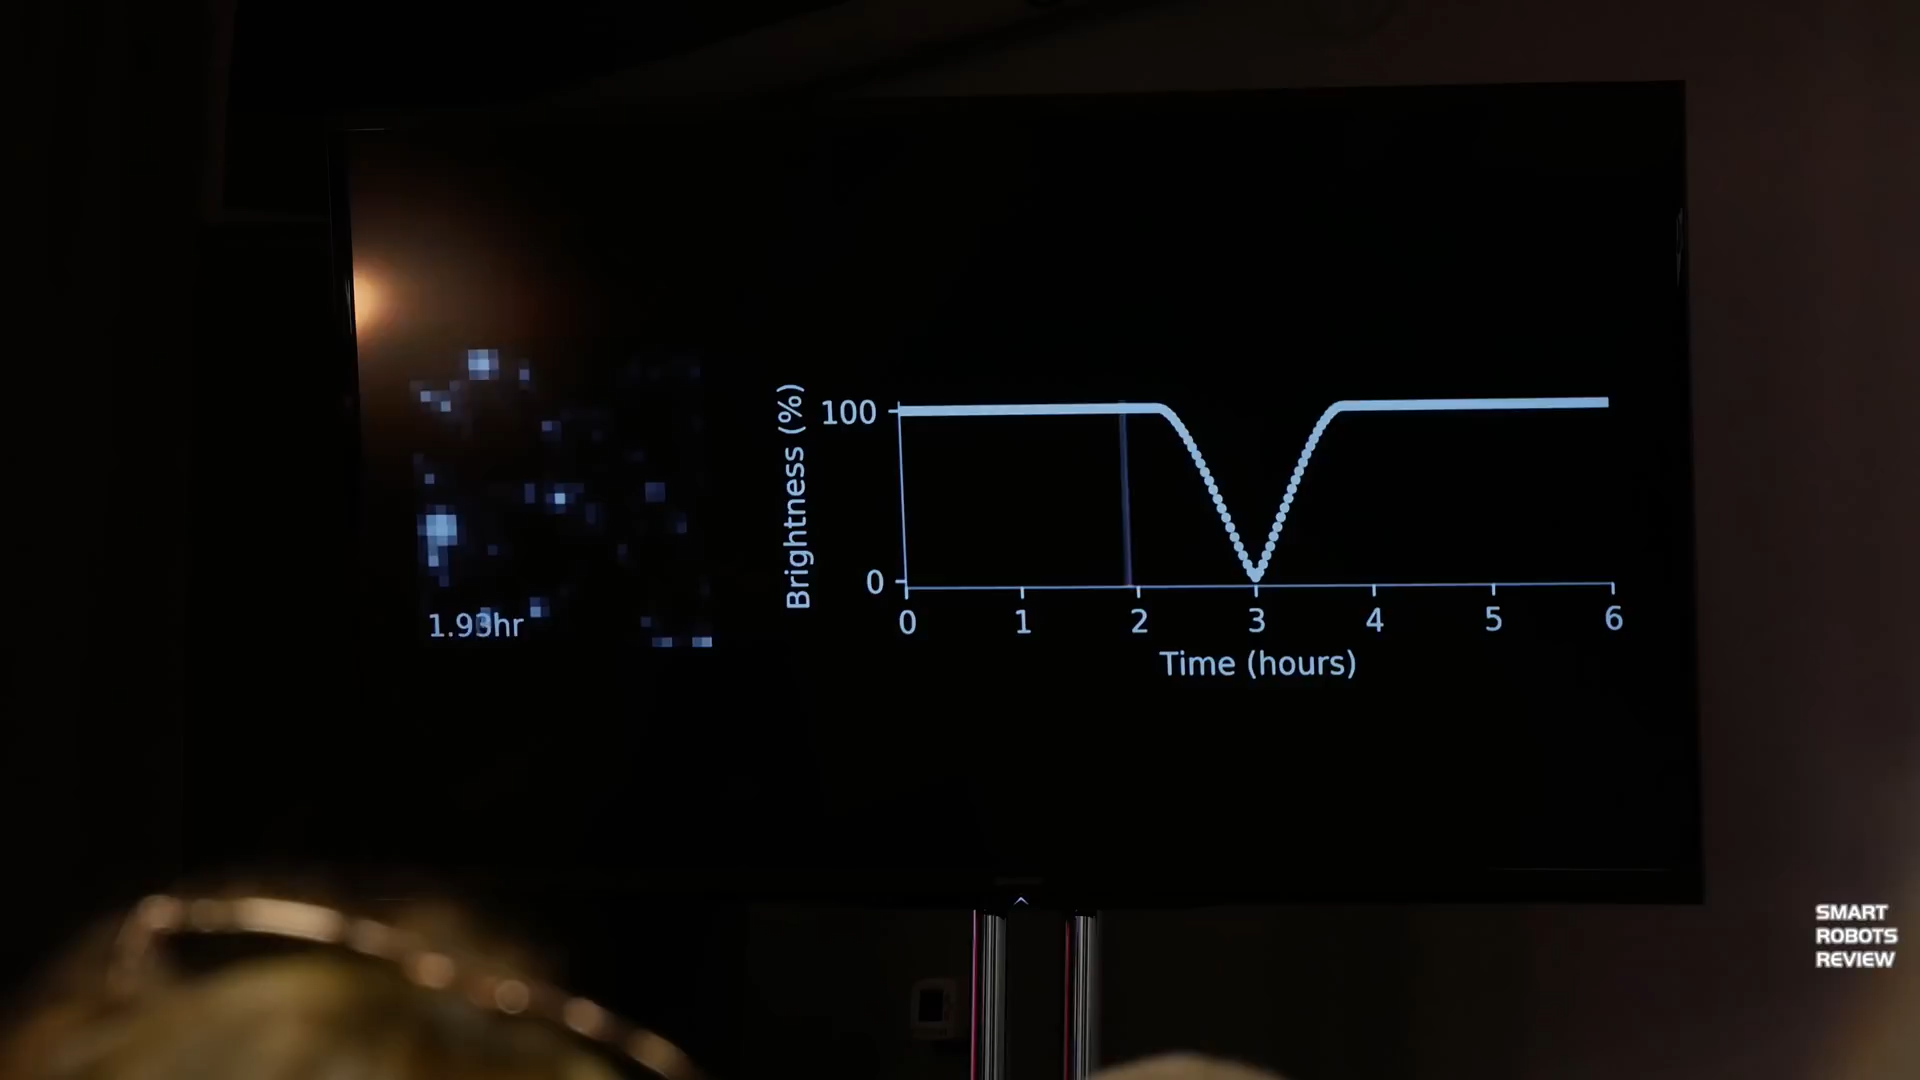 1.93hr
Brightness (%)
100
0
0 1 2 3 4 5 6
Time (hours)
SMART
ROBOTS
REVIEW